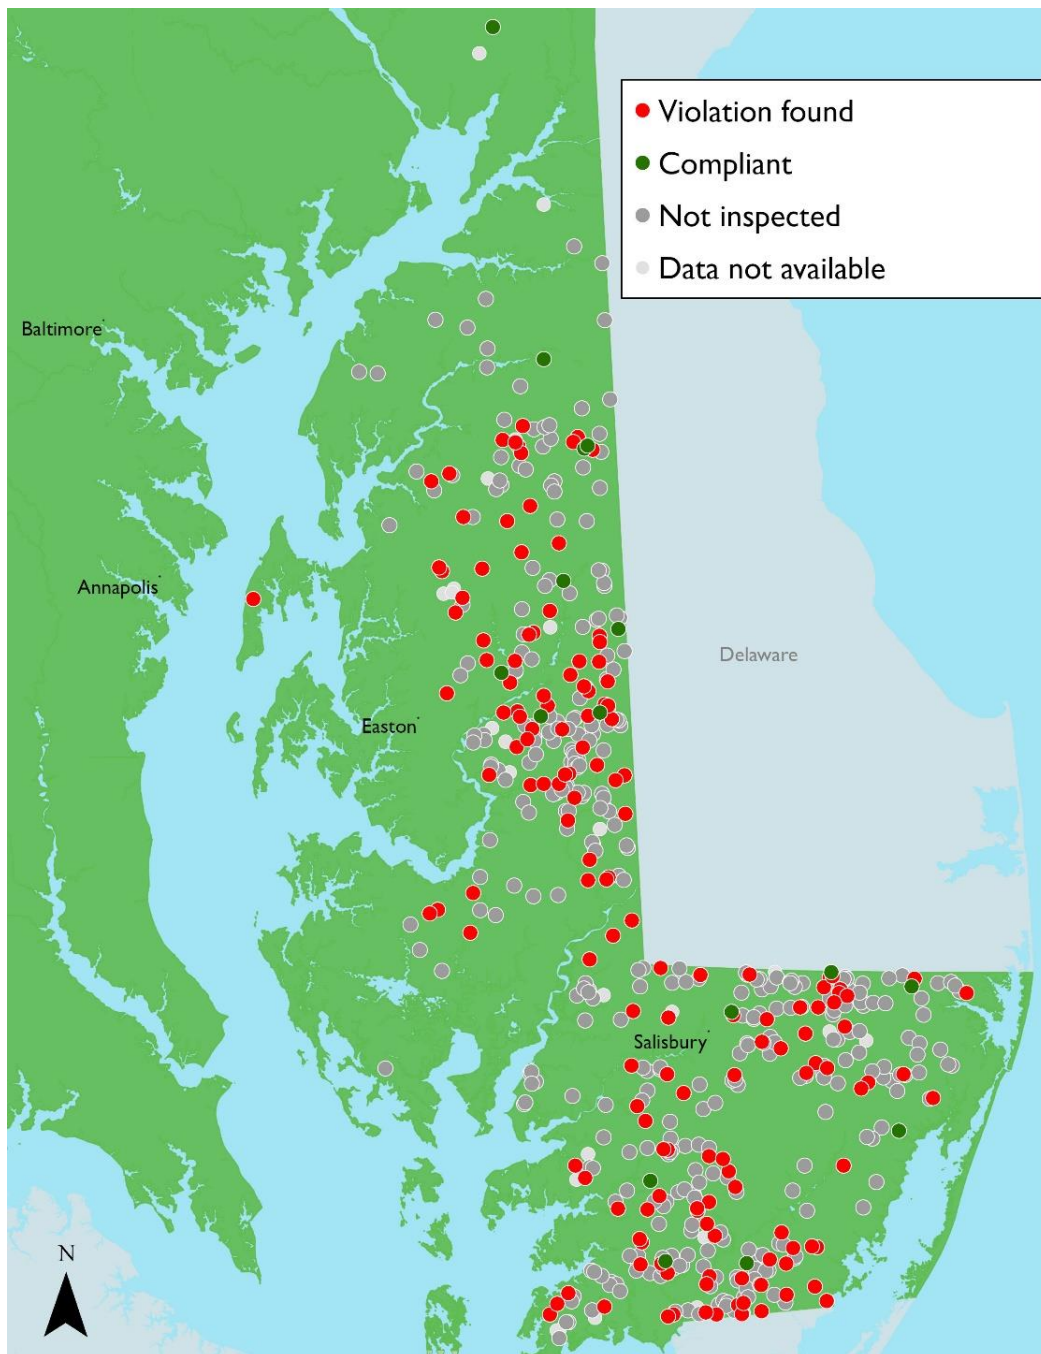 Violation found
Compliant
Not inspected
Data not available
Baltimore
Annapolis
Delaware
Easton
Salisbury
N